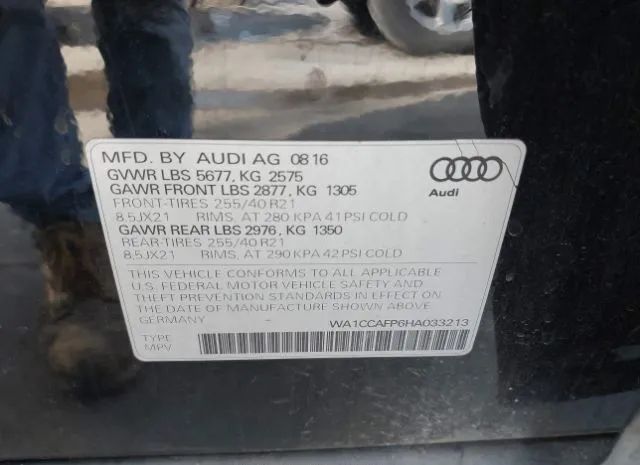 MFD. BY AUDI AG 0816
GVWR LBS 5677, KG 2575
GAWR FRONT LBS 2877, KG 1305
FRONT-TIRES 255/40 R21
8.5JX21 RIMS, AT 280 KPA 41 PSI COLD
GAWR REAR LBS 2976, KG 1350
REAR-TIRES 255/40 R21
8.5JX21 RIMS, AT 290 KPA 42 PSI COLD
Audi
THIS VEHICLE CONFORMS TO ALL APPLICABLE
U.S. FEDERAL MOTOR VEHICLE SAFETY AND
THEFT PREVENTION STANDARDS IN EFFECT ON
THE DATE OF MANUFACTURE SHOWN ABOVE
GERMANY WA1CCAFP6HA033213
TYPE
MPV